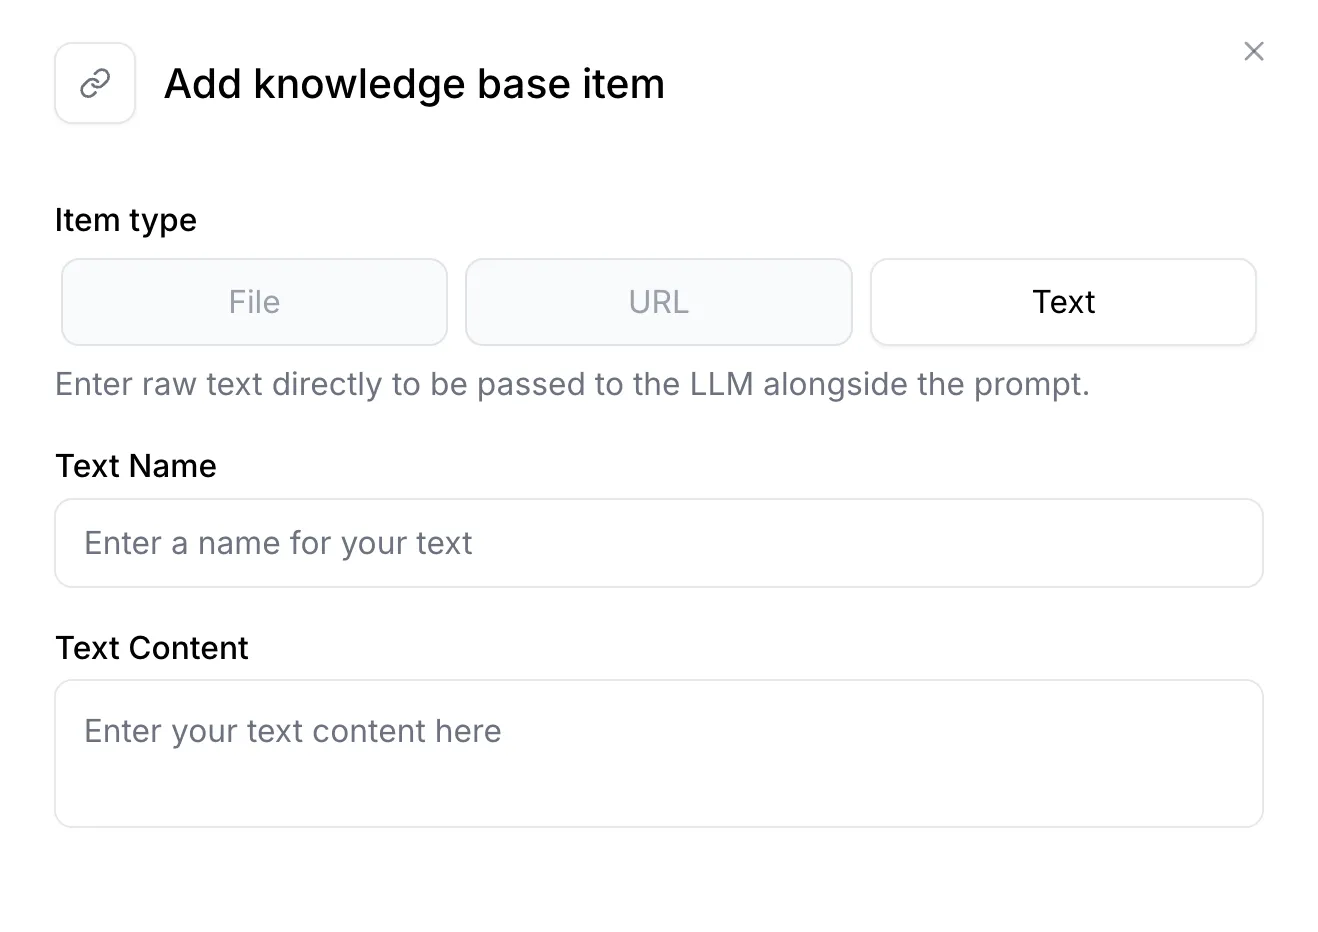 Add knowledge base item
Item type
File
URL
Text
Enter raw text directly to be passed to the LLM alongside the prompt.
Text Name
Enter a name for your text
Text Content
Enter your text content here